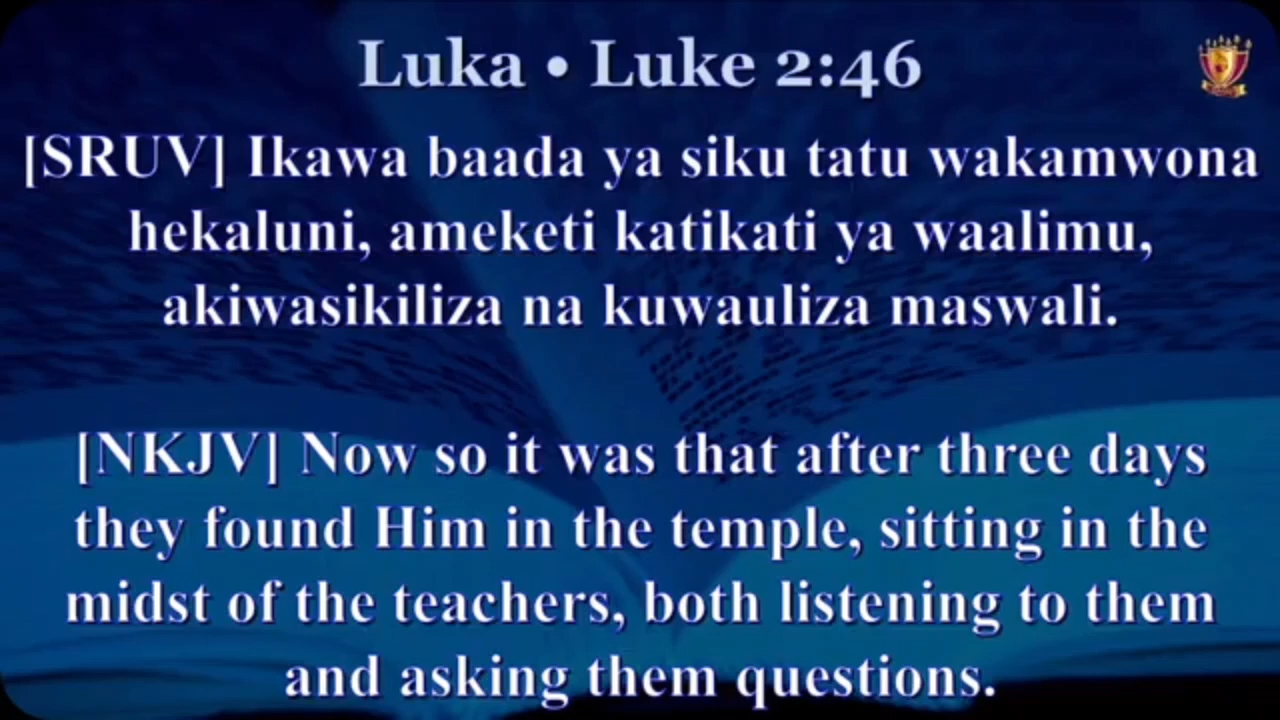 Luka • Luke 2:46
[SRUV] Ikawa baada ya siku tatu wakamwona
hekaluni, ameketi katikati ya waalimu,
akiwasikiliza na kuwauliza maswali.
[NKJV] Now so it was that after three days
they found Him in the temple, sitting in the
midst of the teachers, both listening to them
and asking them questions.